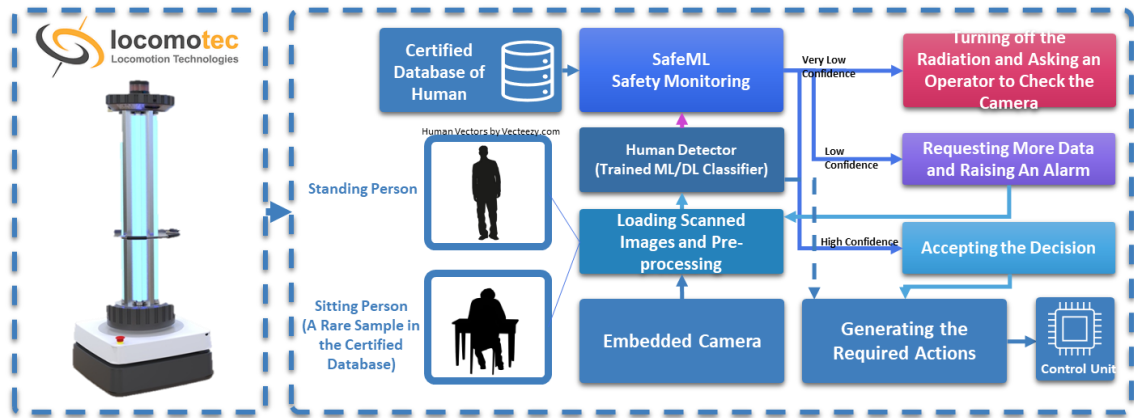 locomotec
Locomotion Technologies
Certified
Database of
Human
SafeML
Safety Monitoring
Very Low
Confidence
Turning off the
Radiation and Asking an
Operator to Check the
Camera
Human Vectors by Vecteezy.com
Standing Person
Human Detector
(Trained ML/DL Classifier)
Low
Confidence
Requesting More Data
and Raising An Alarm
Loading Scanned
Images and Pre-
processing
High Confidence
Accepting the Decision
Sitting Person
(A Rare Sample in
the Certified
Database)
Embedded Camera
Generating the
Required Actions
Control Unit